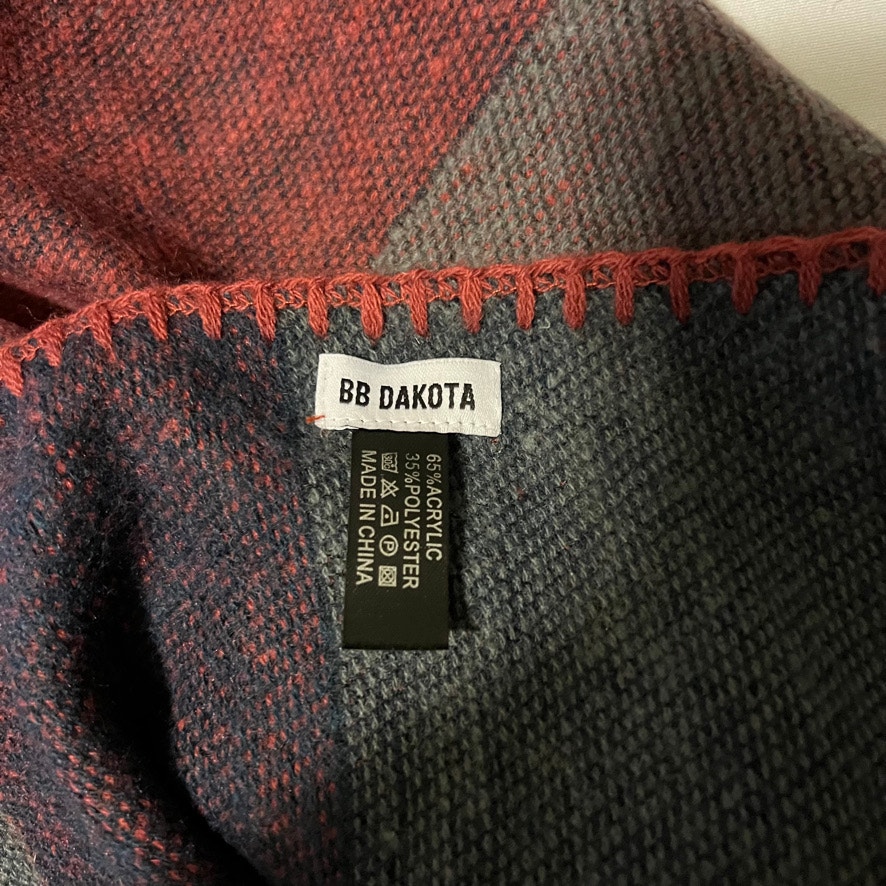 BB DAKOTA
65%ACRYLIC
35%POLYESTER
MADE IN CHINA